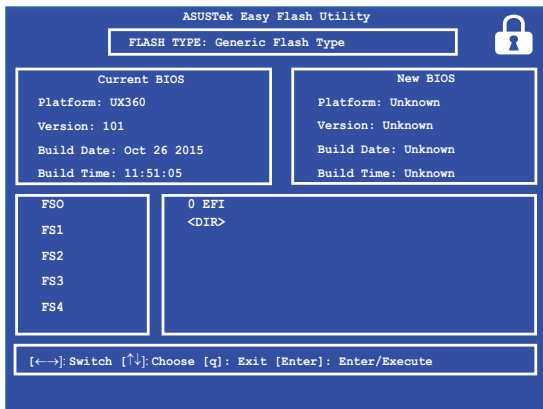 ASUSTek Easy Flash Utility
FLASH TYPE: Generic Flash Type
Current BIOS
Platform: UX360
Version: 101
Build Date: Oct 26 2015
Build Time: 11:51:05
New BIOS
Platform: Unknown
Version: Unknown
Build Date: Unknown
Build Time: Unknown
FSO
FS1
FS2
FS3
FS4
0 EFI
<DIR>
[←→]: Switch [↑↓]: Choose [q]: Exit [Enter]: Enter/Execute